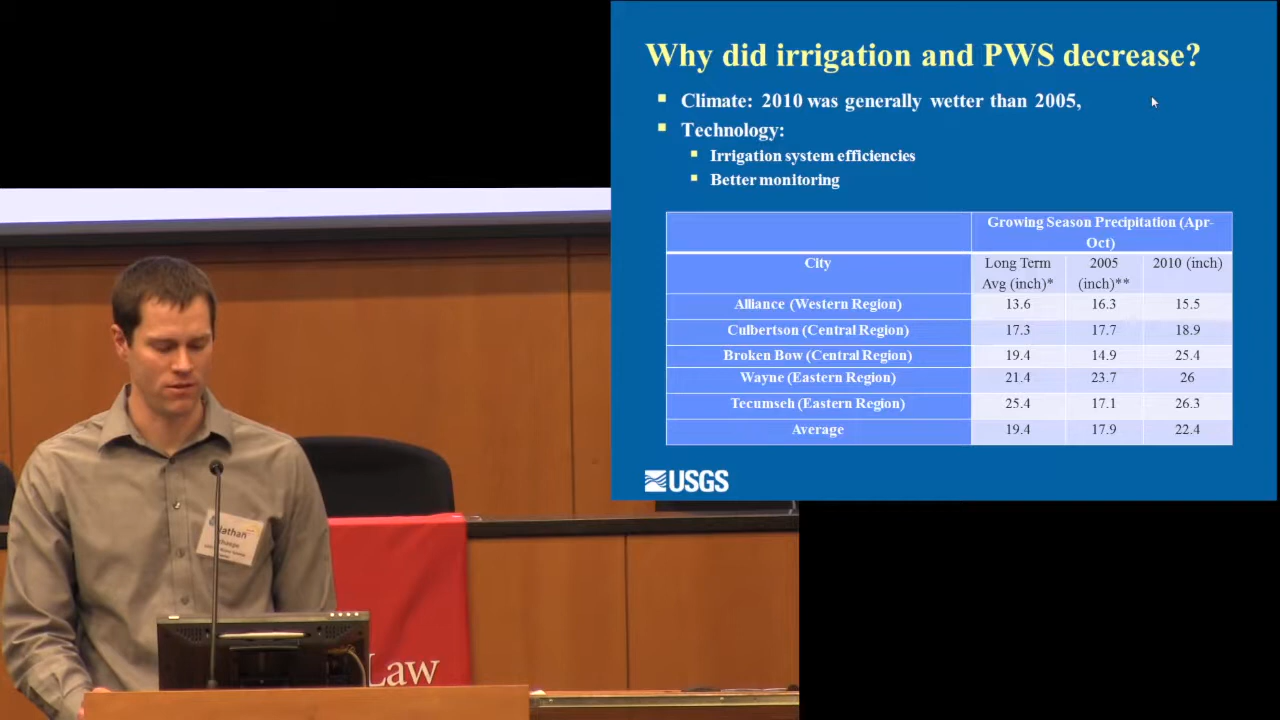 Why did irrigation and PWS decrease?
Climate: 2010 was generally wetter than 2005,
Technology:
Irrigation system efficiencies
Better monitoring
Growing Season Precipitation (Apr-
Oct)
City
Long Term
Avg (inch)*
2005
(inch)**
2010 (inch)
Alliance (Western Region) 13.6 16.3 15.5
Culbertson (Central Region) 17.3 17.7 18.9
Broken Bow (Central Region) 19.4 14.9 25.4
Wayne (Eastern Region) 21.4 23.7 26
Tecumseh (Eastern Region) 25.4 17.1 26.3
Average 19.4 17.9 22.4
USGS
Law